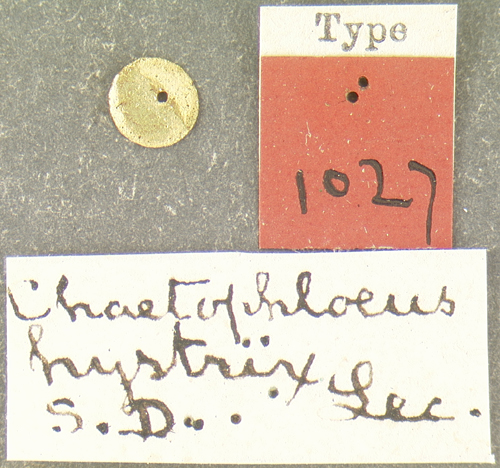 Type
1027
Chaetophloeus
hystrix
S.D... Lec.